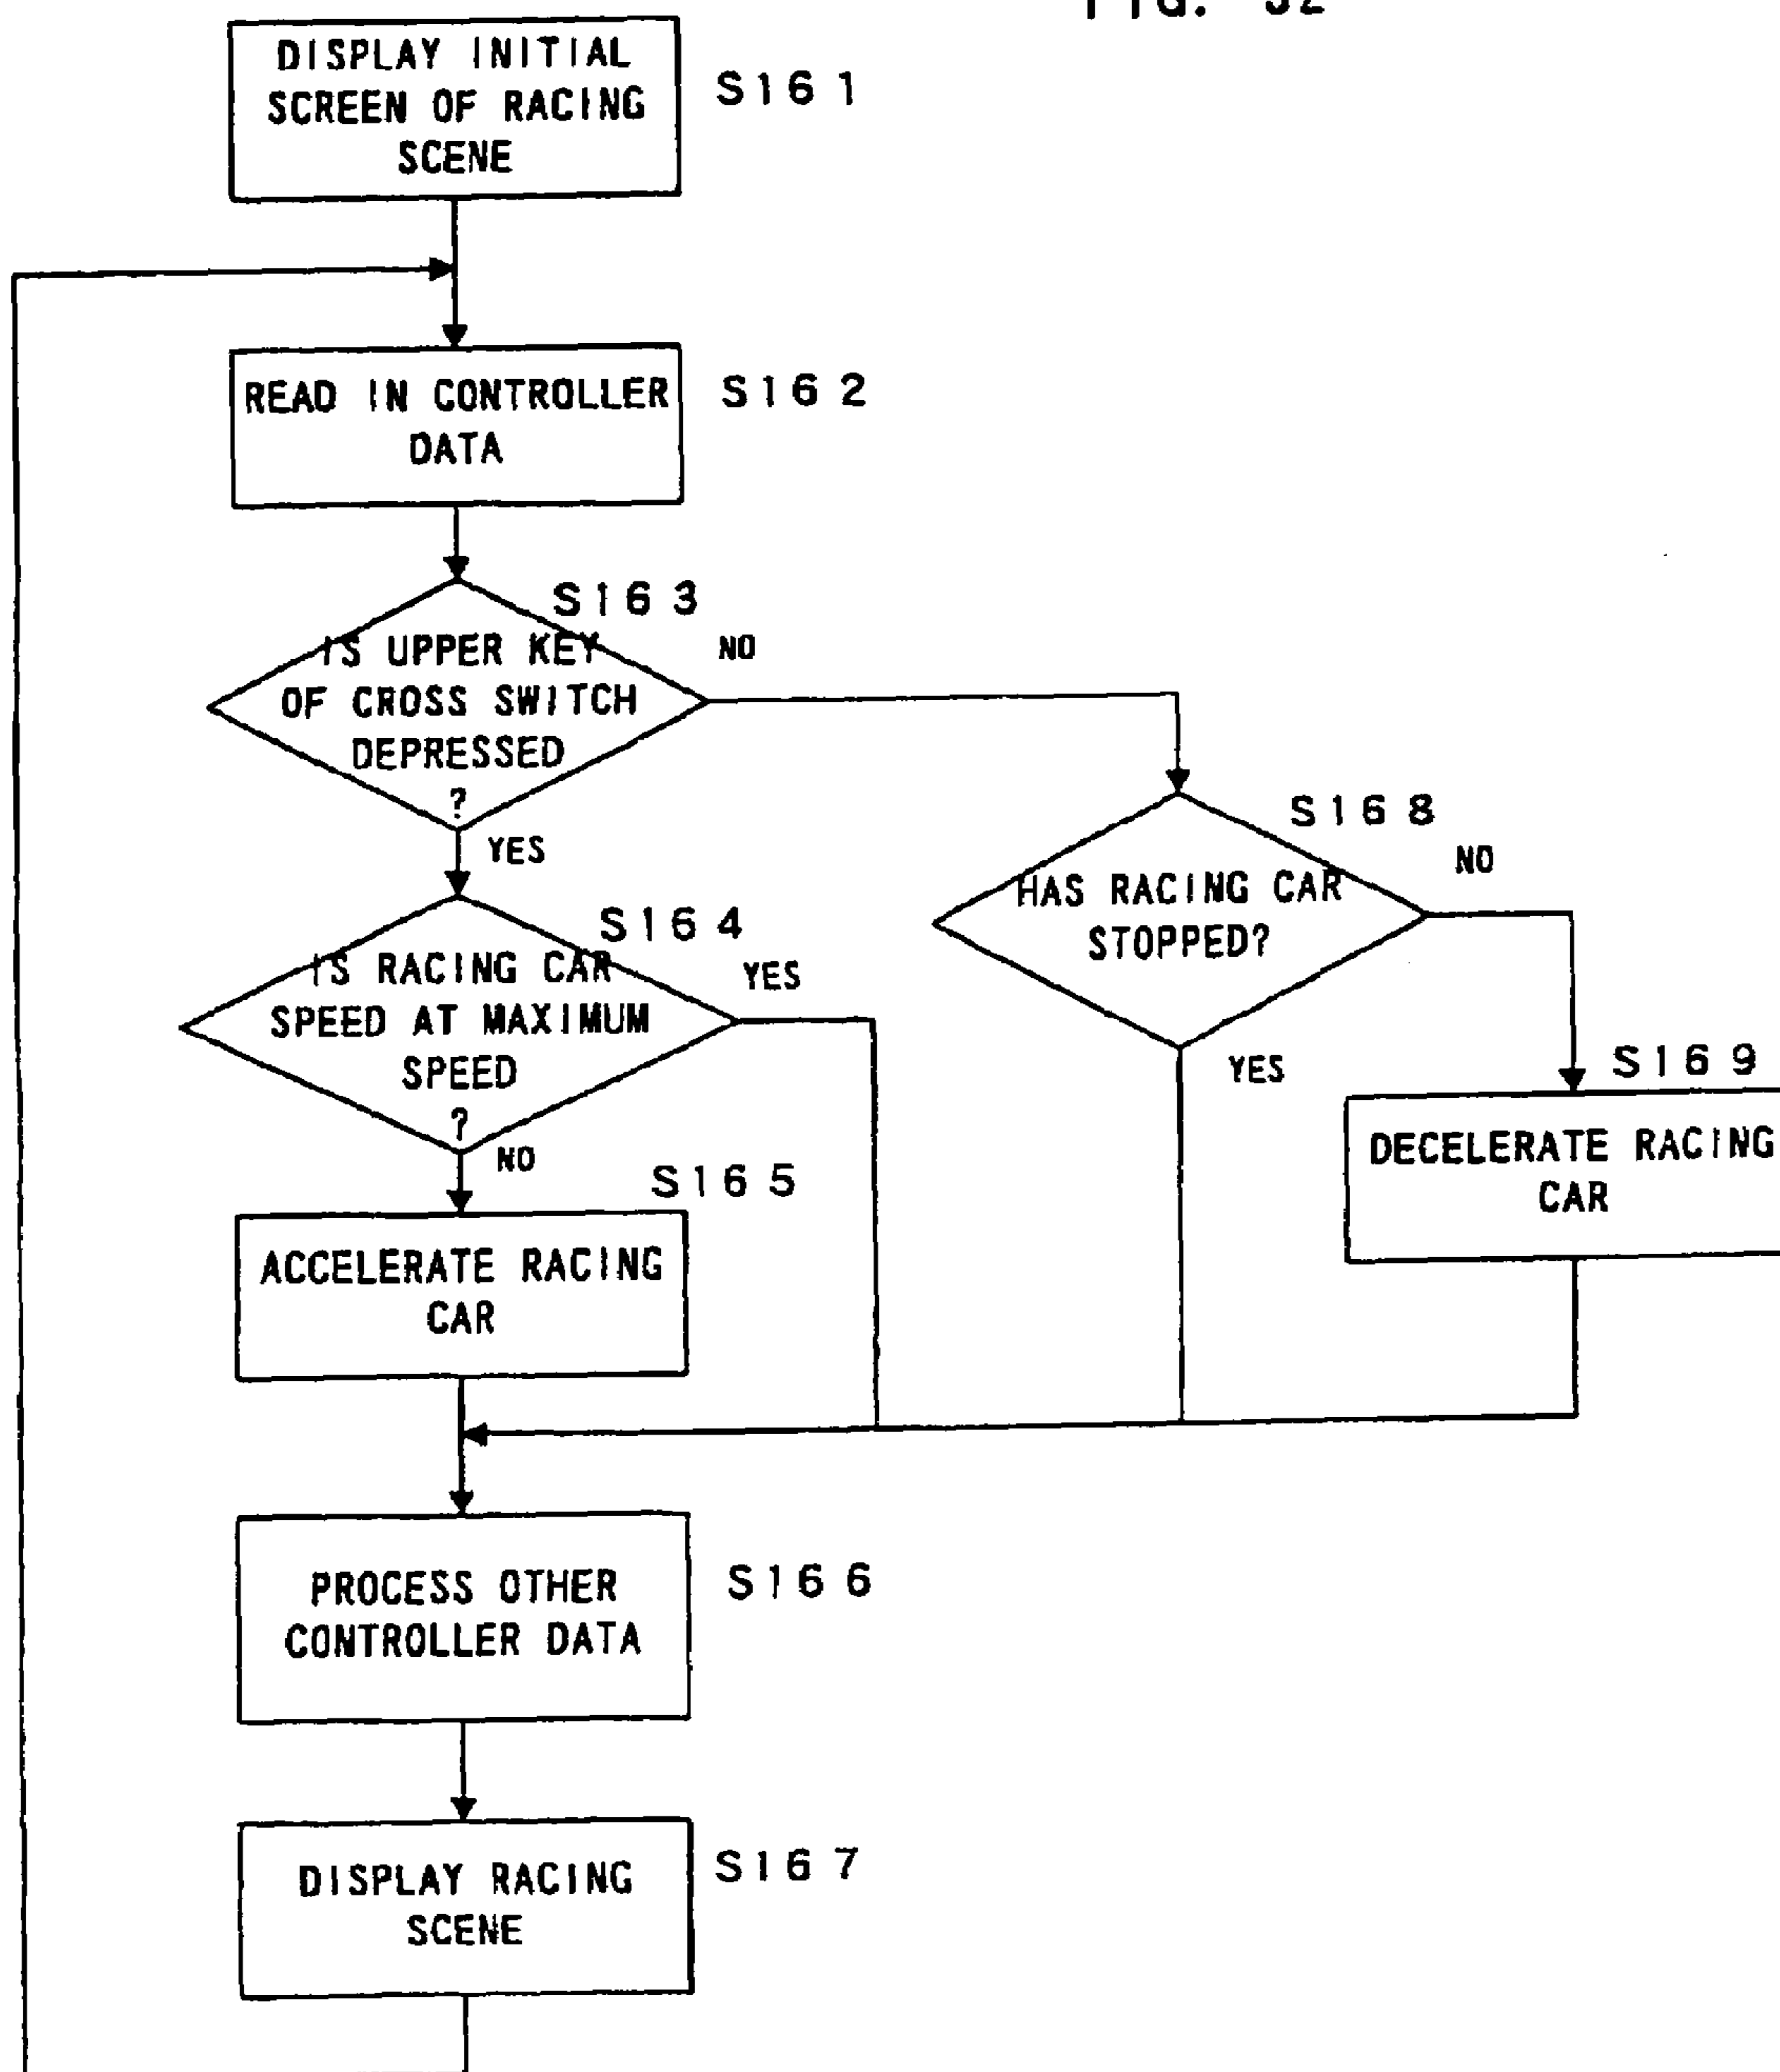 FIG. 32
DISPLAY INITIAL
SCREEN OF RACING
SCENE
S161
READ IN CONTROLLER
DATA
S162
S163
IS UPPER KEY
OF CROSS SWITCH
DEPRESSED
?
NO
YES
S168
HAS RACING CAR
STOPPED?
NO
YES
S164
IS RACING CAR
SPEED AT MAXIMUM
SPEED
?
YES
NO
S169
DECELERATE RACING
CAR
S165
ACCELERATE RACING
CAR
PROCESS OTHER
CONTROLLER DATA
S166
DISPLAY RACING
SCENE
S167